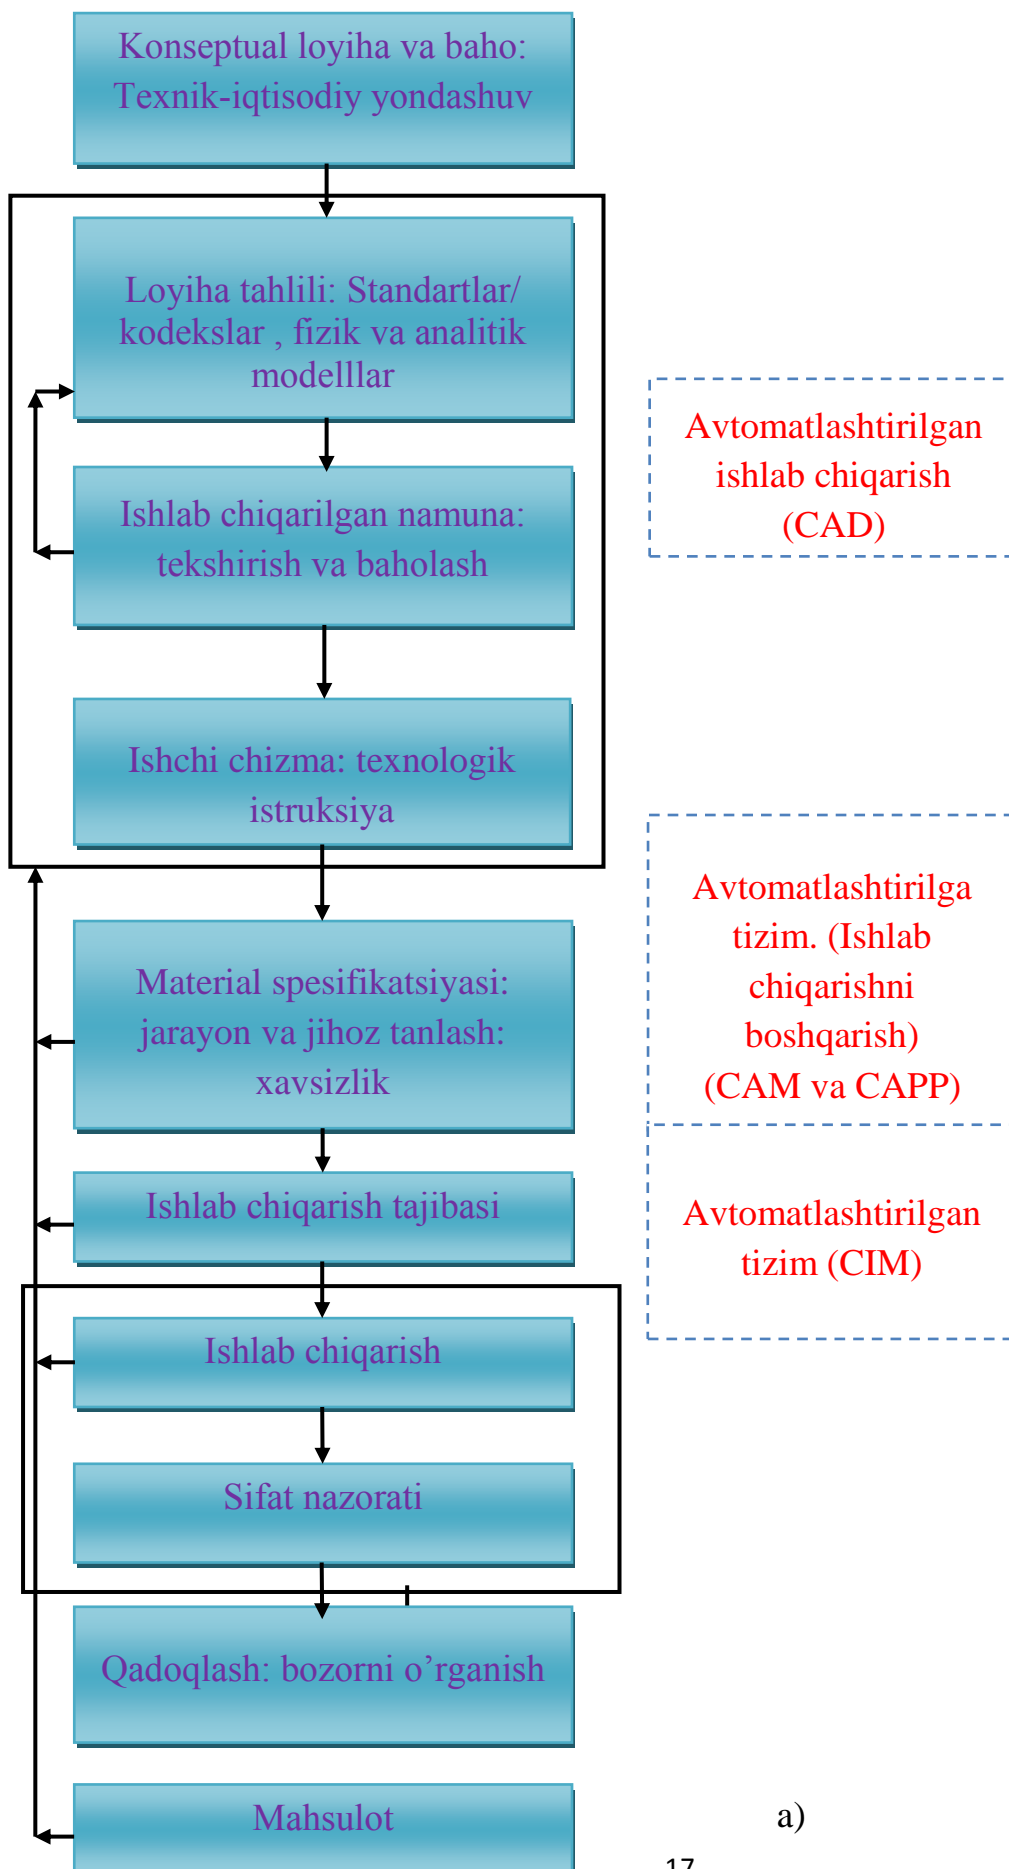 Konseptual loyiha va baho:
Texnik-iqtisodiy yondashuv
Loyiha tahlili: Standartlar/
kodekslar , fizik va analitik
modelllar
Ishlab chiqarilgan namuna:
tekshirish va baholash
Ishchi chizma: texnologik
istruksiya
Material spesifikatsiyasi:
jarayon va jihoz tanlash:
xavsizlik
Ishlab chiqarish tajibasi
Ishlab chiqarish
Sifat nazorati
Qadoqlash: bozorni o’rganish
Mahsulot
Avtomatlashtirilgan
ishlab chiqarish
(CAD)
Avtomatlashtirilga
tizim. (Ishlab
chiqarishni
boshqarish)
(CAM va CAPP)
Avtomatlashtirilgan
tizim (CIM)
a)
17